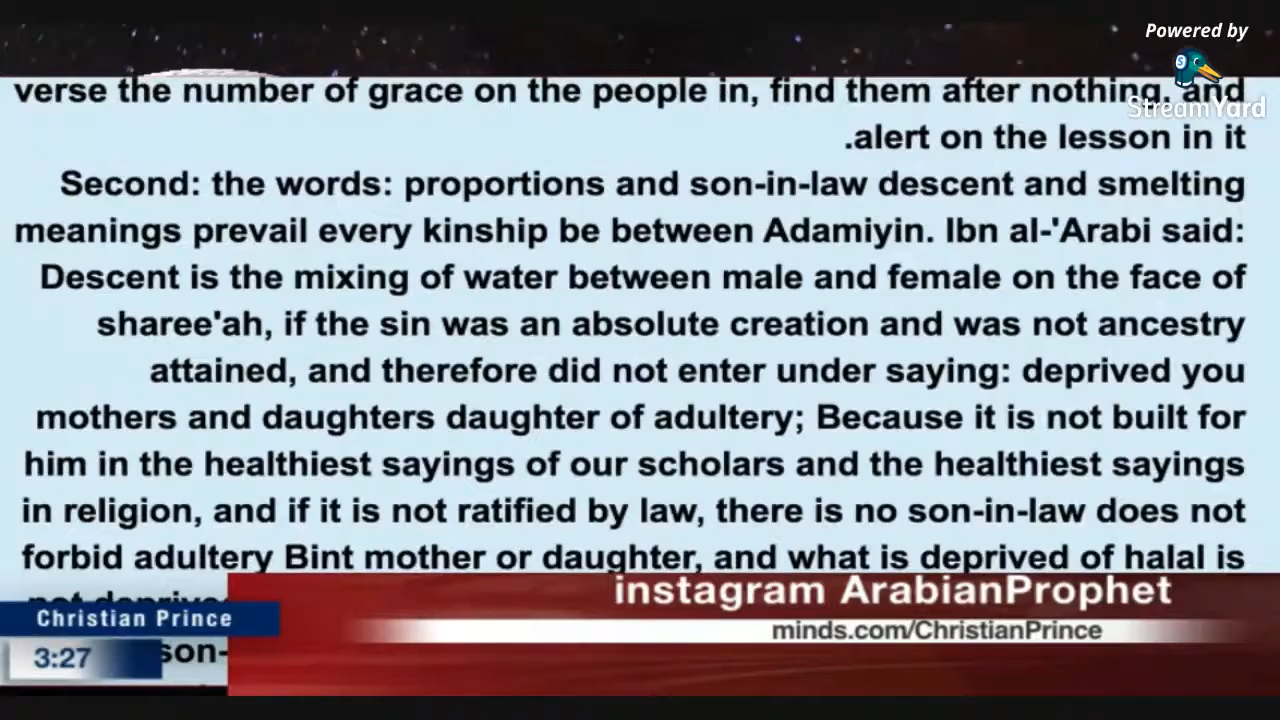 Powered by
StreamYard
verse the number of grace on the people in, find them after nothing, and
.alert on the lesson in it
Second: the words: proportions and son-in-law descent and smelting
meanings prevail every kinship be between Adamiyin. Ibn al-'Arabi said:
Descent is the mixing of water between male and female on the face of
sharee'ah, if the sin was an absolute creation and was not ancestry
attained, and therefore did not enter under saying: deprived you
mothers and daughters daughter of adultery; Because it is not built for
him in the healthiest sayings of our scholars and the healthiest sayings
in religion, and if it is not ratified by law, there is no son-in-law does not
forbid adultery Bint mother or daughter, and what is deprived of halal is
instagram ArabianProphet
Christian Prince
minds.com/ChristianPrince
3:27
son-